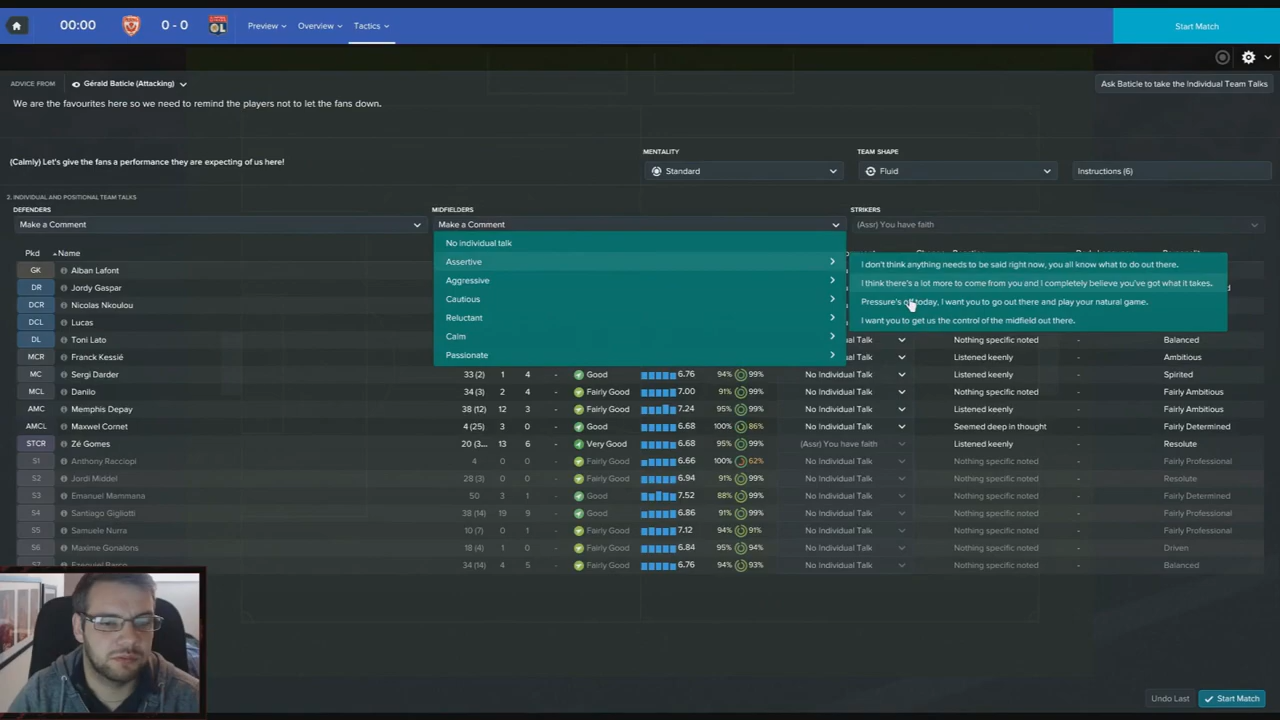 00:00 0 - 0 OL Preview Overview Tactics Start Match
ADVICE FROM Gérald Baticle (Attacking) Ask Baticle to take the Individual Team Talks
We are the favourites here so we need to remind the players not to let the fans down.
MENTALITY TEAM SHAPE
(Calmly) Let's give the fans a performance they are expecting of us here! Standard Fluid Instructions (6)
2. INDIVIDUAL AND POSITIONAL TEAM TALKS
DEFENDERS MIDFIELDERS STRIKERS
Make a Comment Make a Comment (Assr) You have faith
No individual talk
Assertive
Aggressive
Cautious
Reluctant
Calm
Passionate
I don't think anything needs to be said right now, you all know what to do out there.
I think there's a lot more to come from you and I completely believe you've got what it takes.
Pressure's off today, I want you to go out there and play your natural game.
I want you to get us the control of the midfield out there.
Pkd Name
GK Alban Lafont
DR Jordy Gaspar
DCR Nicolas Nkoulou
DCL Lucas
DL Toni Lato No Individual Talk Nothing specific noted - Balanced
MCR Franck Kessié No Individual Talk Listened keenly - Ambitious
MC Sergi Darder 33 (2) 1 4 - Good 6.76 94% 99% No Individual Talk Listened keenly - Spirited
MCL Danilo 34 (3) 2 4 - Fairly Good 7.00 91% 99% No Individual Talk Nothing specific noted - Fairly Ambitious
AMC Memphis Depay 38 (12) 12 3 - Fairly Good 7.24 95% 99% No Individual Talk Listened keenly - Fairly Ambitious
AMCL Maxwel Cornet 4 (25) 3 0 - Good 6.68 100% 86% No Individual Talk Seemed deep in thought - Fairly Determined
STCR Zé Gomes 20 (3... 13 6 - Very Good 6.68 95% 99% (Assr) You have faith Listened keenly - Resolute
S1 Anthony Racioppi 4 0 0 - Fairly Good 6.66 100% 62% No Individual Talk Nothing specific noted - Fairly Professional
S2 Jordi Middel 28 (3) 0 0 - Fairly Good 6.94 91% 99% No Individual Talk Nothing specific noted - Resolute
S3 Emanuel Mammana 50 3 1 - Good 7.52 88% 99% No Individual Talk Nothing specific noted - Fairly Determined
S4 Santiago Gigliotti 38 (14) 19 9 - Good 6.86 91% 99% No Individual Talk Nothing specific noted - Fairly Professional
S5 Samuele Nurra 10 (7) 0 1 - Fairly Good 7.12 94% 91% No Individual Talk Nothing specific noted - Fairly Professional
S6 Maxime Gonalons 18 (4) 1 0 - Fairly Good 6.84 95% 94% No Individual Talk Nothing specific noted - Driven
S7 Ezequiel Barco 34 (14) 4 5 - Fairly Good 6.76 94% 93% No Individual Talk Nothing specific noted - Balanced
Undo Last Start Match